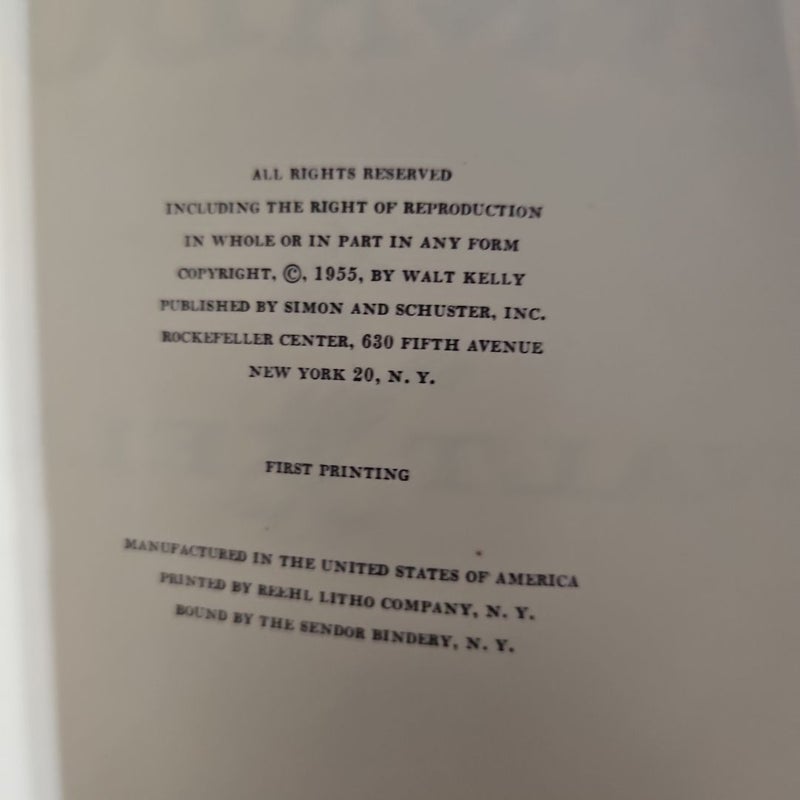 ALL RIGHTS RESERVED
INCLUDING THE RIGHT OF REPRODUCTION
IN WHOLE OR IN PART IN ANY FORM
COPYRIGHT, ©, 1955, BY WALT KELLY
PUBLISHED BY SIMON AND SCHUSTER, INC.
ROCKEFELLER CENTER, 630 FIFTH AVENUE
NEW YORK 20, N. Y.
FIRST PRINTING
MANUFACTURED IN THE UNITED STATES OF AMERICA
PRINTED BY REEHL LITHO COMPANY, N. Y.
BOUND BY THE SENDOR BINDERY, N. Y.